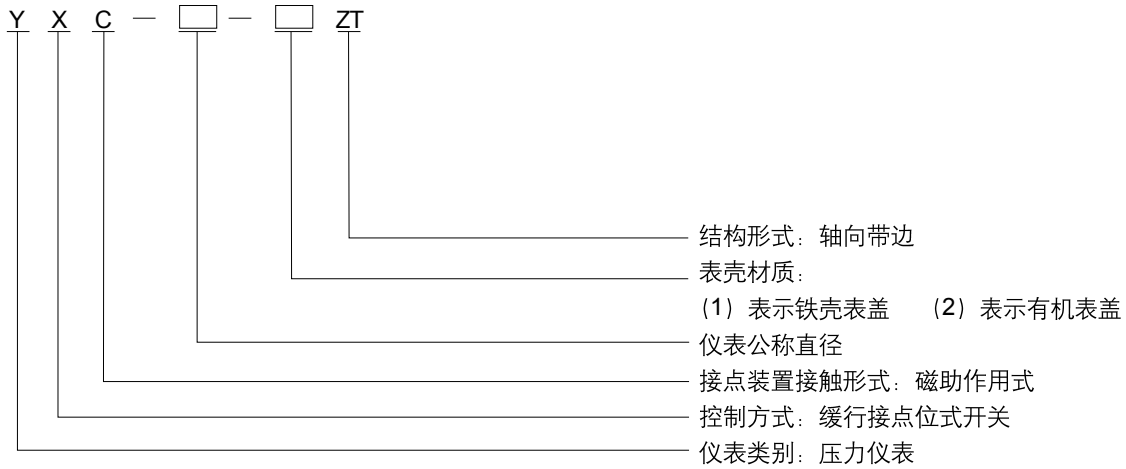 Y X C — □ — □ ZT
结构形式：轴向带边
表壳材质：
（1）表示铁壳表盖 （2）表示有机表盖
仪表公称直径
接点装置接触形式：磁助作用式
控制方式：缓行接点位式开关
仪表类别：压力仪表